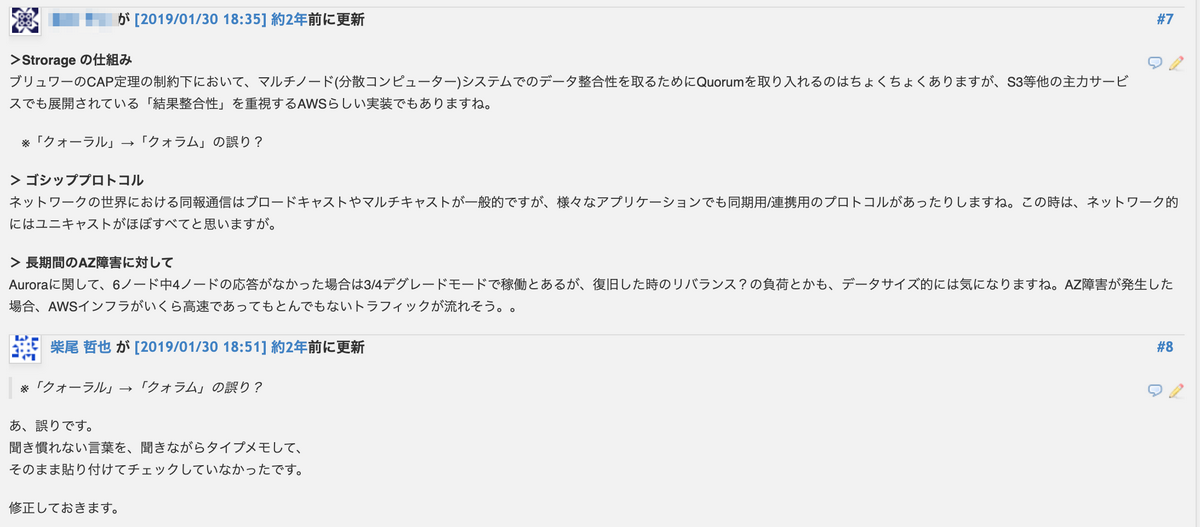 が [2019/01/30 18:35] 約2年前に更新 #7
＞Strorage の仕組み
ブリュワーのCAP定理の制約下において、マルチノード(分散コンピューター)システムでのデータ整合性を取るためにQuorumを取り入れるのはちょくちょくありますが、S3等他の主力サービ
スでも展開されている「結果整合性」を重視するAWSらしい実装でもありますね。
※「クォーラル」→「クォラム」の誤り？
＞ ゴシッププロトコル
ネットワークの世界における同報通信はブロードキャストやマルチキャストが一般的ですが、様々なアプリケーションでも同期用/連携用のプロトコルがあったりしますね。この時は、ネットワーク的
にはユニキャストがほぼすべてと思いますが。
＞ 長期間のAZ障害に対して
Auroraに関して、6ノード中4ノードの応答がなかった場合は3/4デグレードモードで稼働とあるが、復旧した時のリバランス？の負荷とかも、データサイズ的には気になりますね。AZ障害が発生した
場合、AWSインフラがいくら高速であってもとんでもないトラフィックが流れそう。。
柴尾 哲也 が [2019/01/30 18:51] 約2年前に更新 #8
※「クォーラル」→「クォラム」の誤り？
あ、誤りです。
聞き慣れない言葉を、聞きながらタイプメモして、
そのまま貼り付けてチェックしていなかったです。
修正しておきます。